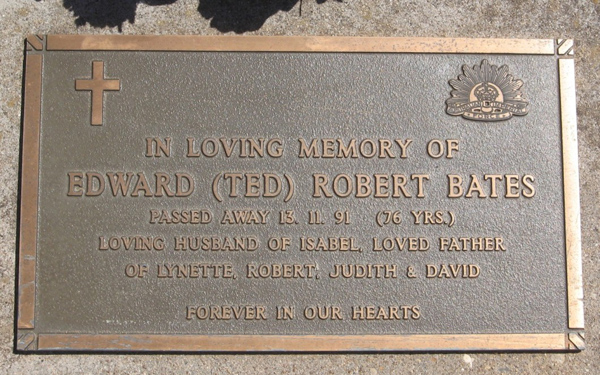 IN LOVING MEMORY OF
EDWARD (TED) ROBERT BATES
PASSED AWAY 13. 11. 91 (76 YRS.)
LOVING HUSBAND OF ISABEL, LOVED FATHER
OF LYNETTE, ROBERT, JUDITH & DAVID
FOREVER IN OUR HEARTS